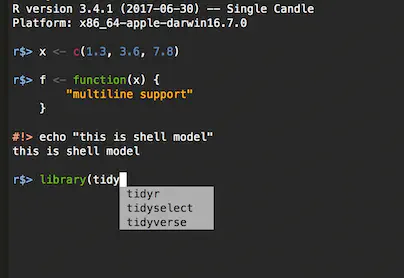 R version 3.4.1 (2017-06-30) -- Single Candle
Platform: x86_64-apple-darwin16.7.0
r$> x <- c(1.3, 3.6, 7.8)
r$> f <- function(x) {
"multiline support"
}
#!> echo "this is shell model"
this is shell model
r$> library(tidy
tidyr
tidyselect
tidyverse